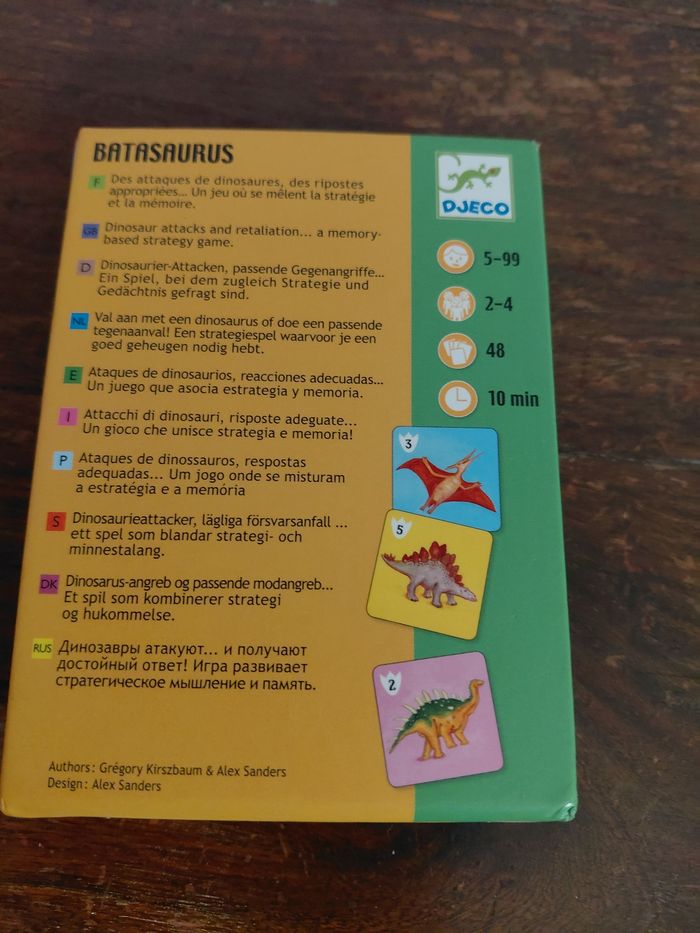 BATASAURUS
F Des attaques de dinosaures, des ripostes
appropriées... Un jeu où se mêlent la stratégie
et la mémoire.
GB Dinosaur attacks and retaliation... a memory-
based strategy game.
D Dinosaurier-Attacken, passende Gegenangriffe...
Ein Spiel, bei dem zugleich Strategie und
Gedächtnis gefragt sind.
NL Val aan met een dinosaurus of doe een passende
tegenaanval! Een strategiespel waarvoor je een
goed geheugen nodig hebt.
E Ataques de dinosaurios, reacciones adecuadas...
Un juego que asocia estrategia y memoria.
I Attacchi di dinosauri, risposte adeguate...
Un gioco che unisce strategia e memoria!
P Ataques de dinossauros, respostas
adequadas... Um jogo onde se misturam
a estratégia e a memória
S Dinosaurieattacker, lägliga försvarsanfall ...
ett spel som blandar strategi- och
minnestalang.
DK Dinosarus-angreb og passende modangreb...
Et spil som kombinerer strategi
og hukommelse.
RUS Динозавры атакуют... и получают
достойный ответ! Игра развивает
стратегическое мышление и память.
Authors : Grégory Kirszbaum & Alex Sanders
Design : Alex Sanders
DJECO
5-99
2-4
48
10 min
3
5
2